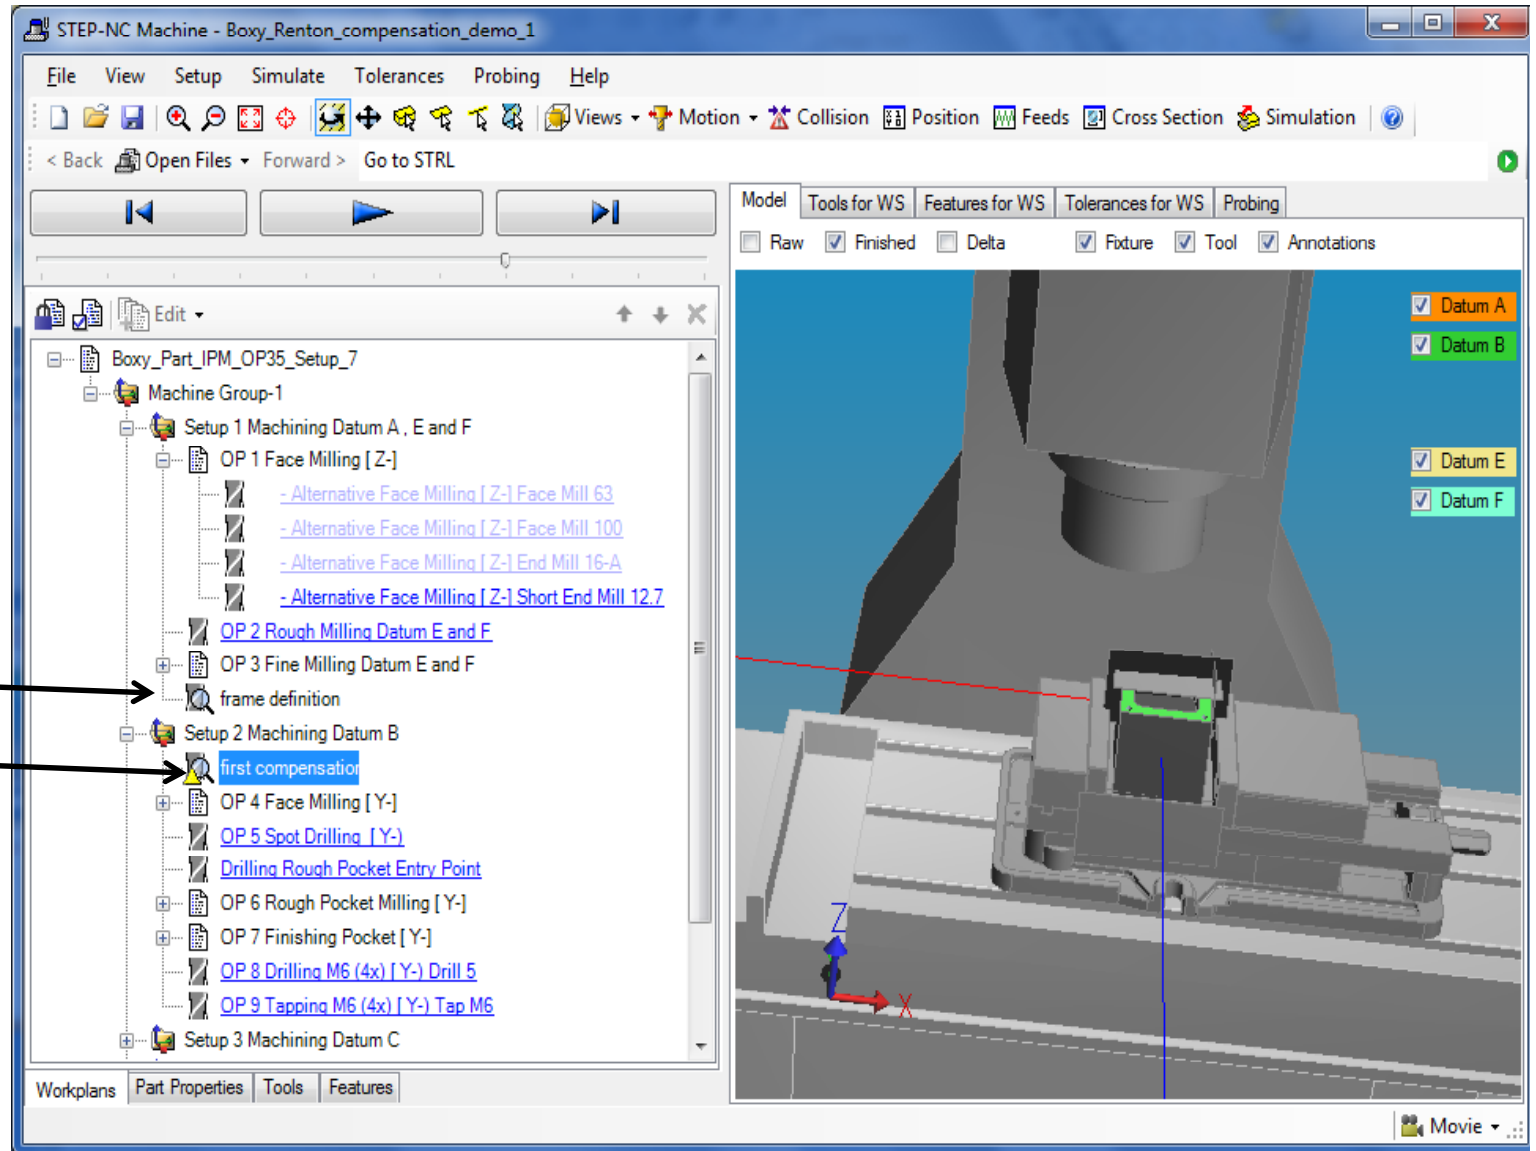 STEP-NC Machine - Boxy_Renton_compensation_demo_1
File View Setup Simulate Tolerances Probing Help
Views Motion Collision Position Feeds Cross Section Simulation
< Back Open Files Forward > Go to STRL
Model Tools for WS Features for WS Tolerances for WS Probing
Raw Finished Delta Fixture Tool Annotations
Edit
Boxy_Part_IPM_OP35_Setup_7
Machine Group-1
Setup 1 Machining Datum A , E and F
OP 1 Face Milling [ Z-]
- Alternative Face Milling [ Z-] Face Mill 63
- Alternative Face Milling [ Z-] Face Mill 100
- Alternative Face Milling [ Z-] End Mill 16-A
- Alternative Face Milling [ Z-] Short End Mill 12.7
OP 2 Rough Milling Datum E and F
OP 3 Fine Milling Datum E and F
frame definition
Setup 2 Machining Datum B
first compensation
OP 4 Face Milling [ Y-]
OP 5 Spot Drilling [ Y-)
Drilling Rough Pocket Entry Point
OP 6 Rough Pocket Milling [ Y-]
OP 7 Finishing Pocket [ Y-]
OP 8 Drilling M6 (4x) [ Y-) Drill 5
OP 9 Tapping M6 (4x) [ Y-) Tap M6
Setup 3 Machining Datum C
Workplans Part Properties Tools Features
Datum A
Datum B
Datum E
Datum F
Z
X
Movie